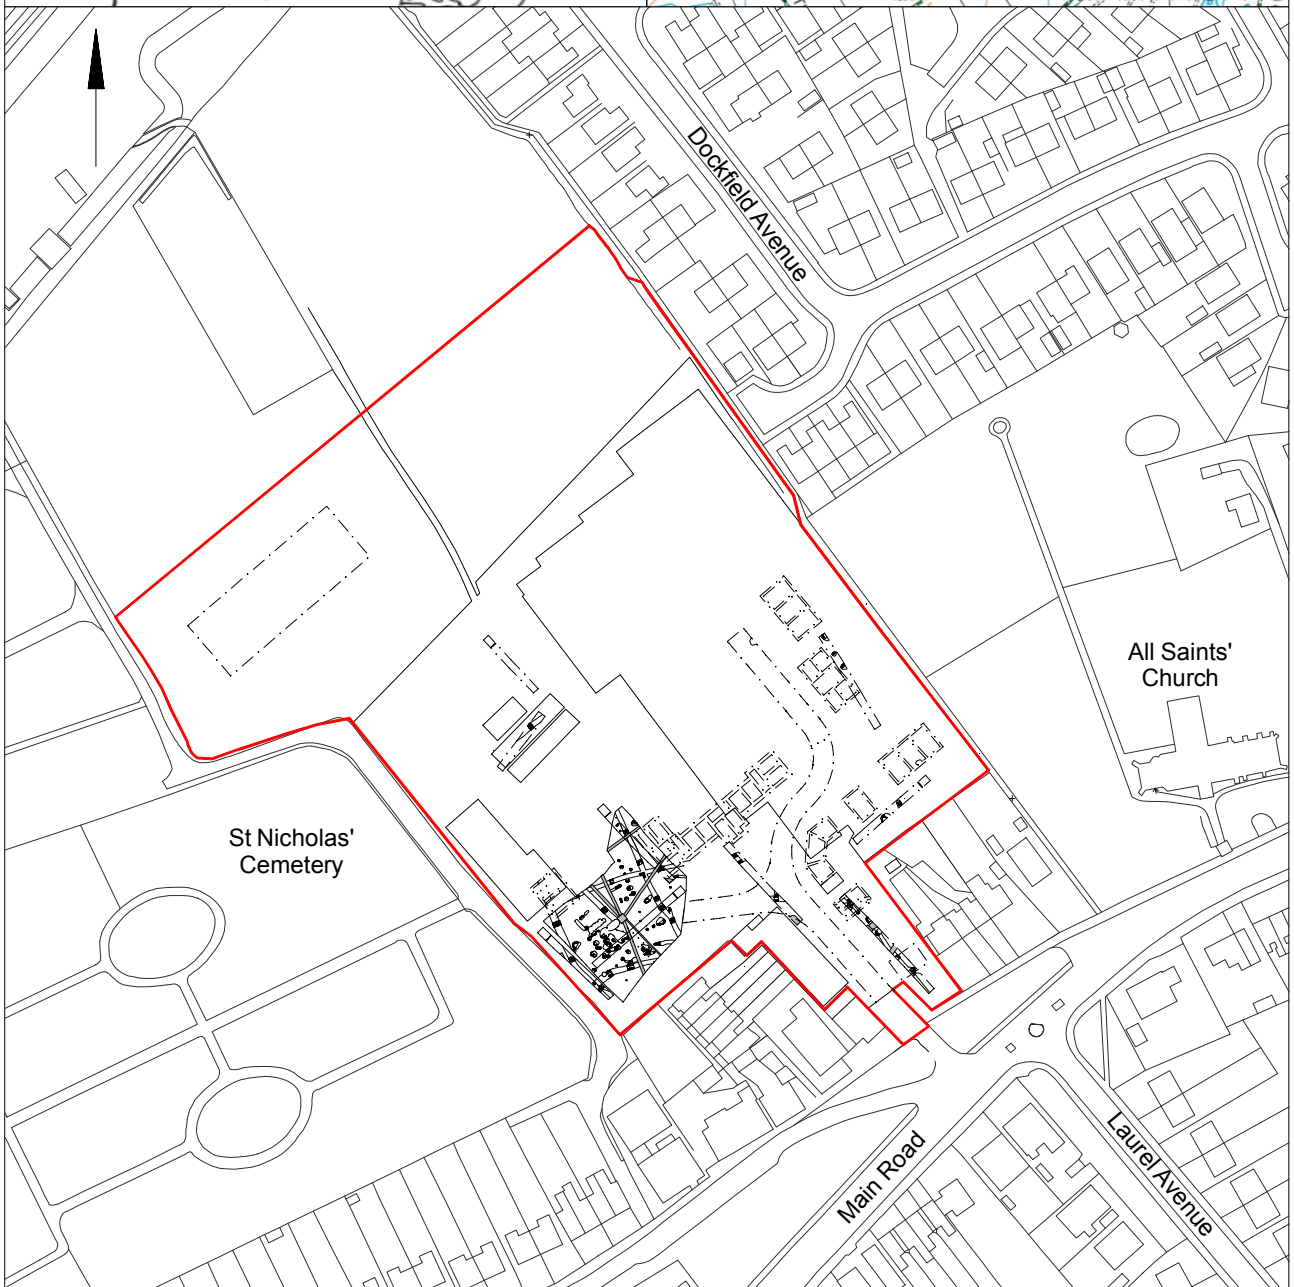 Dockfield Avenue
All Saints'
Church
St Nicholas'
Cemetery
Main Road
Laurel Avenue